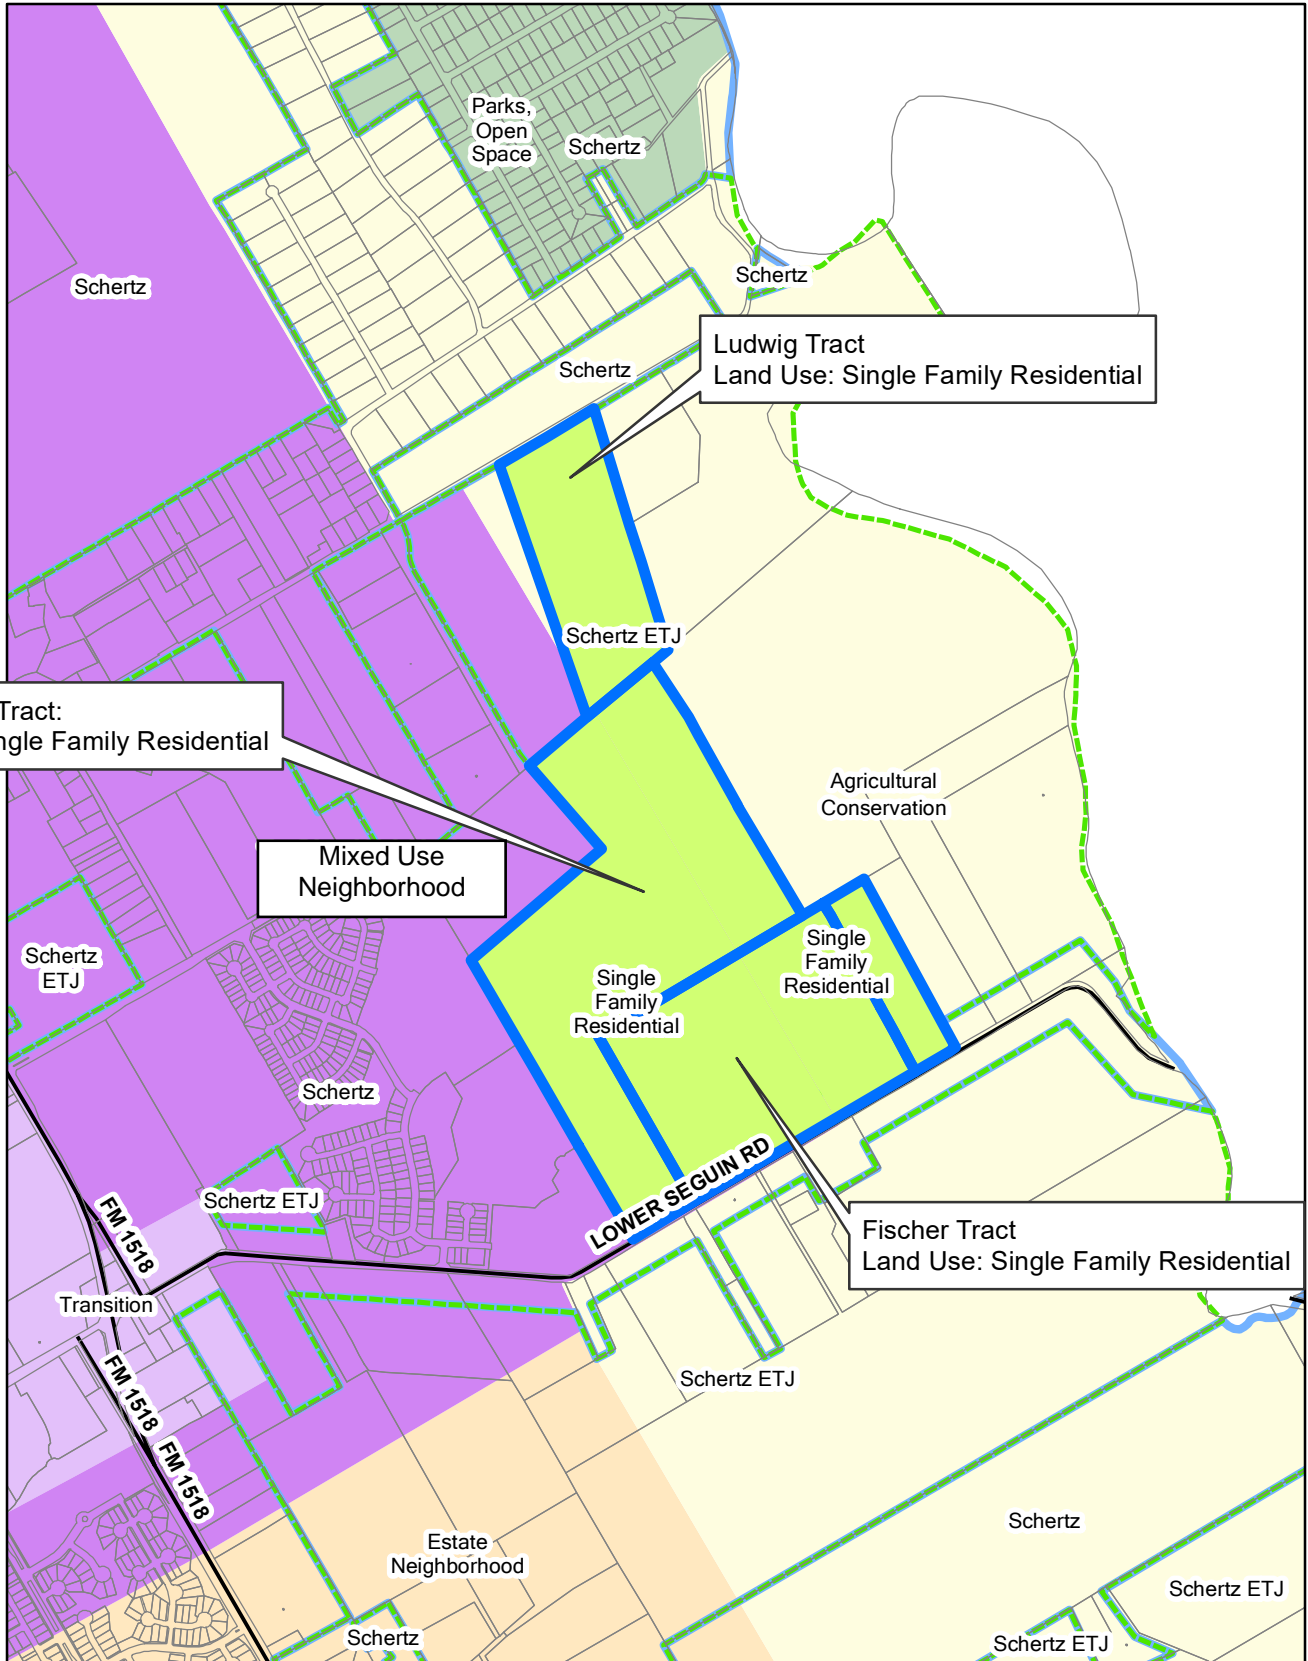 Parks,
Open
Space
Schertz
Schertz
Schertz
Ludwig Tract
Land Use: Single Family Residential
Schertz
Schertz ETJ
Tract:
ngle Family Residential
Agricultural
Conservation
Mixed Use
Neighborhood
Single
Family
Residential
Schertz
ETJ
Single
Family
Residential
Schertz
LOWER SEGUIN RD
Schertz ETJ
FM 1518
Fischer Tract
Land Use: Single Family Residential
Transition
Schertz ETJ
FM 1518
FM 1518
Schertz
Estate
Neighborhood
Schertz ETJ
Schertz
Schertz ETJ